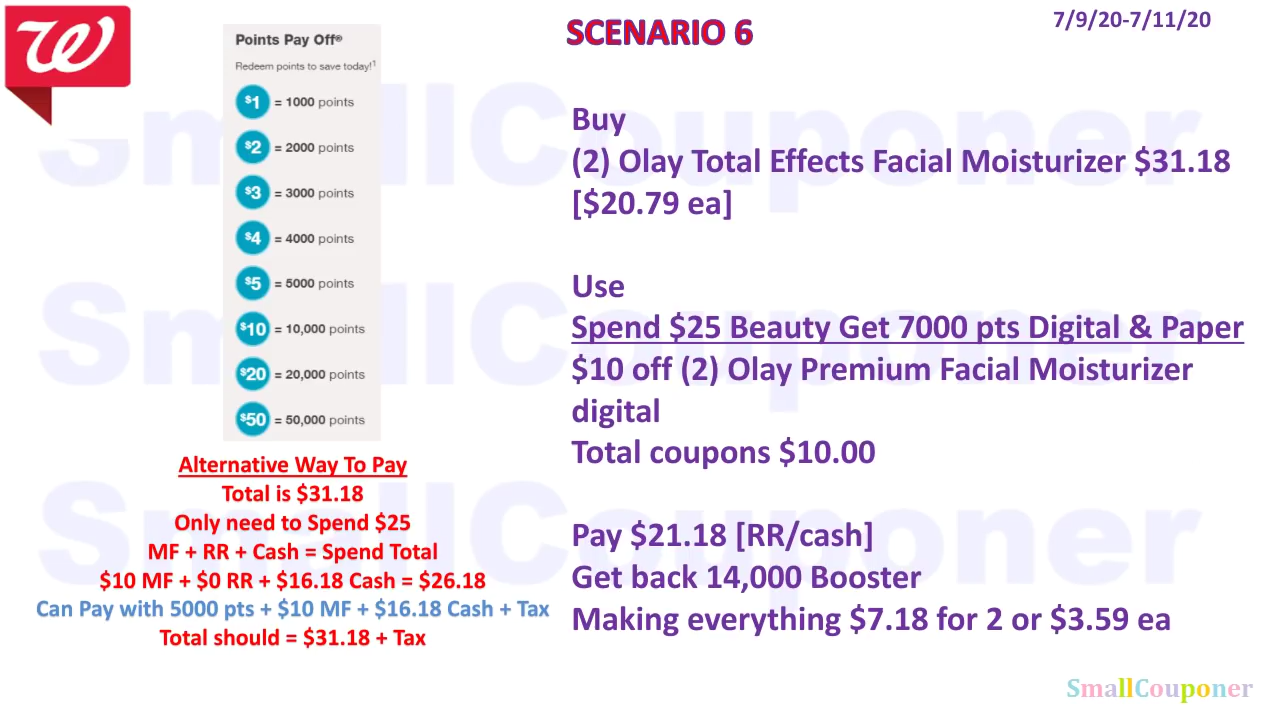 W
Points Pay Off®
Redeem points to save today!¹
$1 = 1000 points
$2 = 2000 points
$3 = 3000 points
$4 = 4000 points
$5 = 5000 points
$10 = 10,000 points
$20 = 20,000 points
$50 = 50,000 points
Alternative Way To Pay
Total is $31.18
Only need to Spend $25
MF + RR + Cash = Spend Total
$10 MF + $0 RR + $16.18 Cash = $26.18
Can Pay with 5000 pts + $10 MF + $16.18 Cash + Tax
Total should = $31.18 + Tax
SCENARIO 6
7/9/20-7/11/20
Buy
(2) Olay Total Effects Facial Moisturizer $31.18
[$20.79 ea]
Use
Spend $25 Beauty Get 7000 pts Digital & Paper
$10 off (2) Olay Premium Facial Moisturizer
digital
Total coupons $10.00
Pay $21.18 [RR/cash]
Get back 14,000 Booster
Making everything $7.18 for 2 or $3.59 ea
SmallCouponer
SmallCouponer
SmallCouponer
SmallCouponer